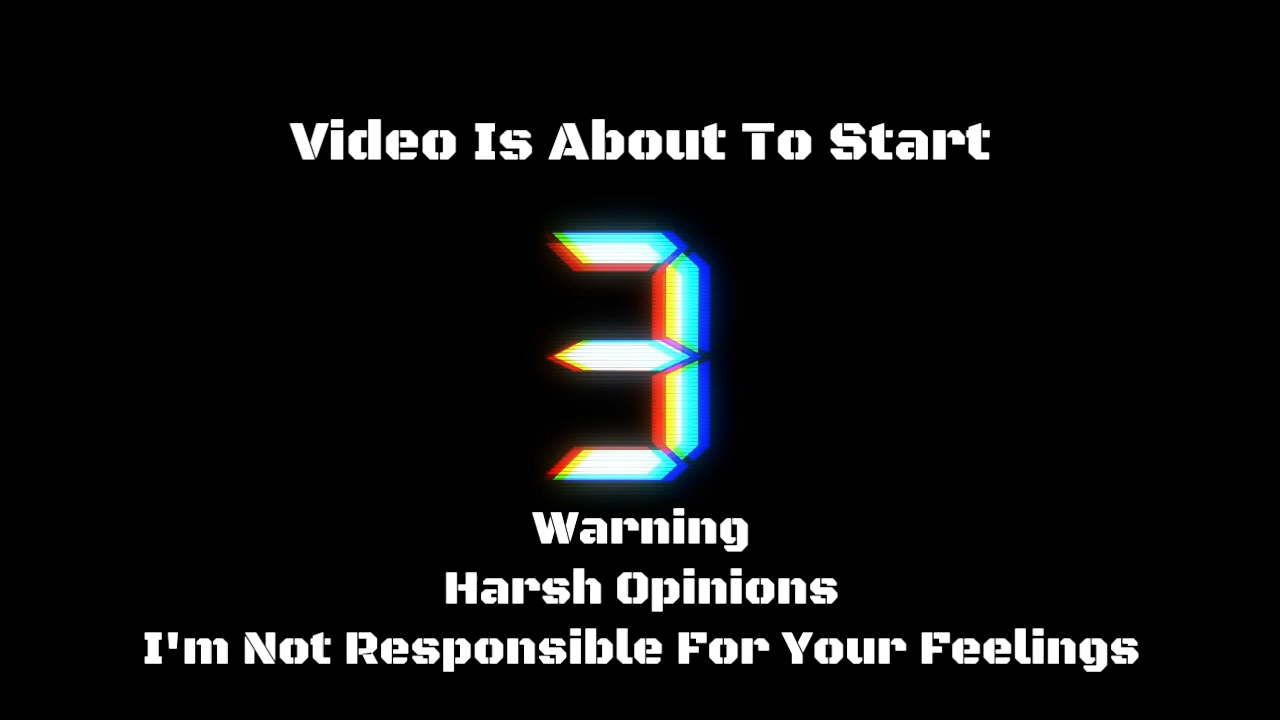 Video Is About To Start
3
Warning
Harsh Opinions
I'm Not Responsible For Your Feelings